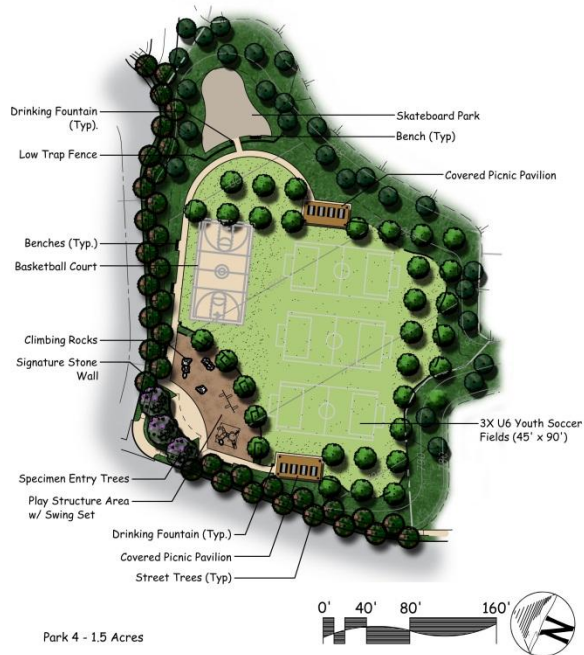 Drinking Fountain
(Typ).
Low Trap Fence
Benches (Typ.)
Basketball Court
Climbing Rocks
Signature Stone
Wall
Specimen Entry Trees
Play Structure Area
w/ Swing Set
Drinking Fountain (Typ.)
Covered Picnic Pavilion
Street Trees (Typ)
Skateboard Park
Bench (Typ)
Covered Picnic Pavilion
3X U6 Youth Soccer
Fields (45' x 90')
0' 40' 80' 160'
N
Park 4 - 1.5 Acres